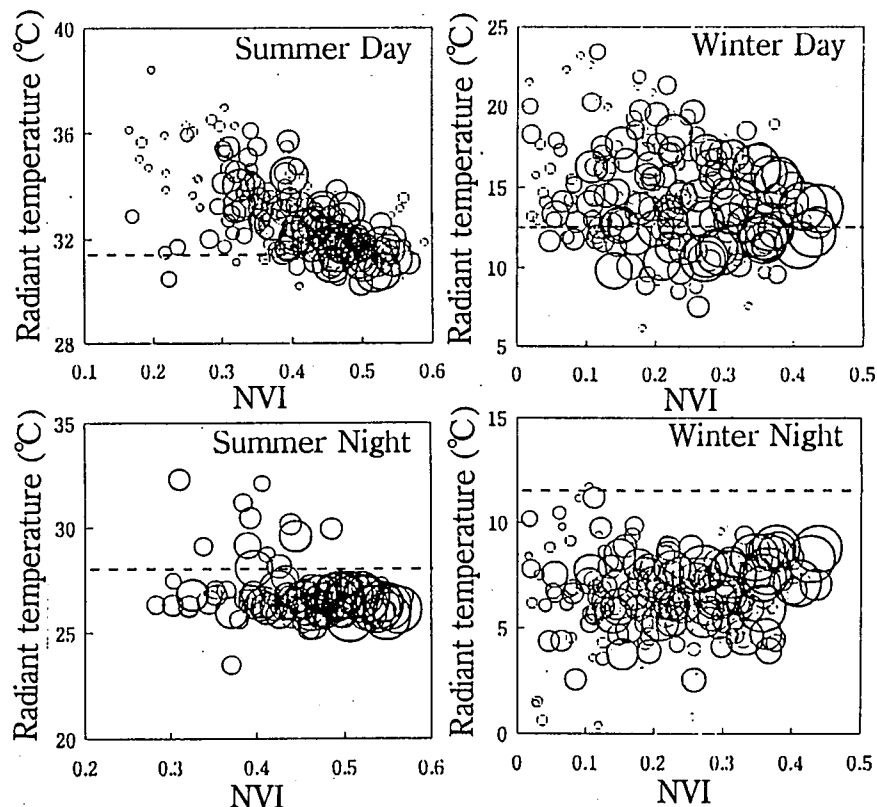 Summer Day
Radiant temperature (℃)
40
36
32
28
0.1 0.2 0.3 0.4 0.5 0.6
NVI
Winter Day
Radiant temperature (℃)
25
20
15
10
5
0 0.1 0.2 0.3 0.4 0.5
NVI
Summer Night
Radiant temperature (℃)
35
30
25
20
0.2 0.3 0.4 0.5 0.6
NVI
Winter Night
Radiant temperature (℃)
15
10
5
0
0 0.1 0.2 0.3 0.4 0.5
NVI